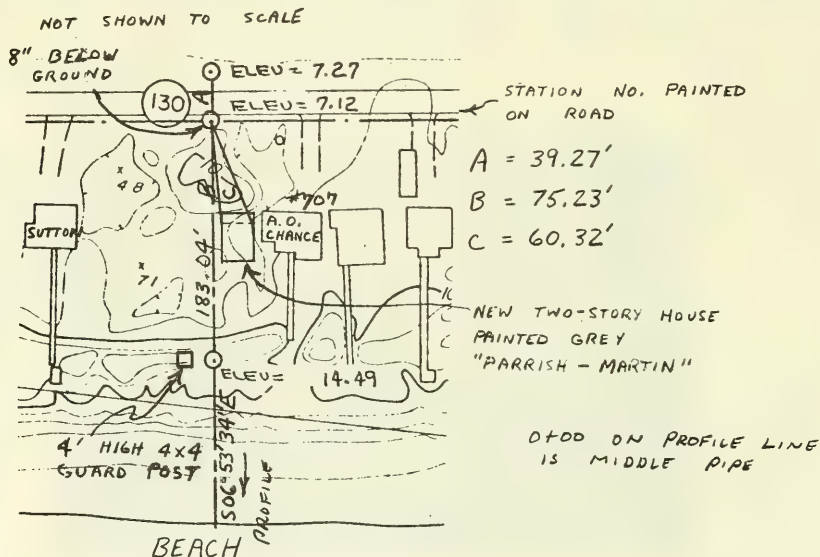 NOT SHOWN TO SCALE
8" BELOW
GROUND
ELEV = 7.27
130
A
ELEV = 7.12
STATION NO. PAINTED
ON ROAD
A = 39.27'
B = 75.23'
C = 60.32'
B
C
48
#707
SUTTON
A.O.
CHANCE
71
183.04'
NEW TWO-STORY HOUSE
PAINTED GREY
"PARRISH - MARTIN"
ELEV =
14.49
4' HIGH 4x4
GUARD POST
S06°53'34"E
PROFILE
0+00 ON PROFILE LINE
IS MIDDLE PIPE
BEACH